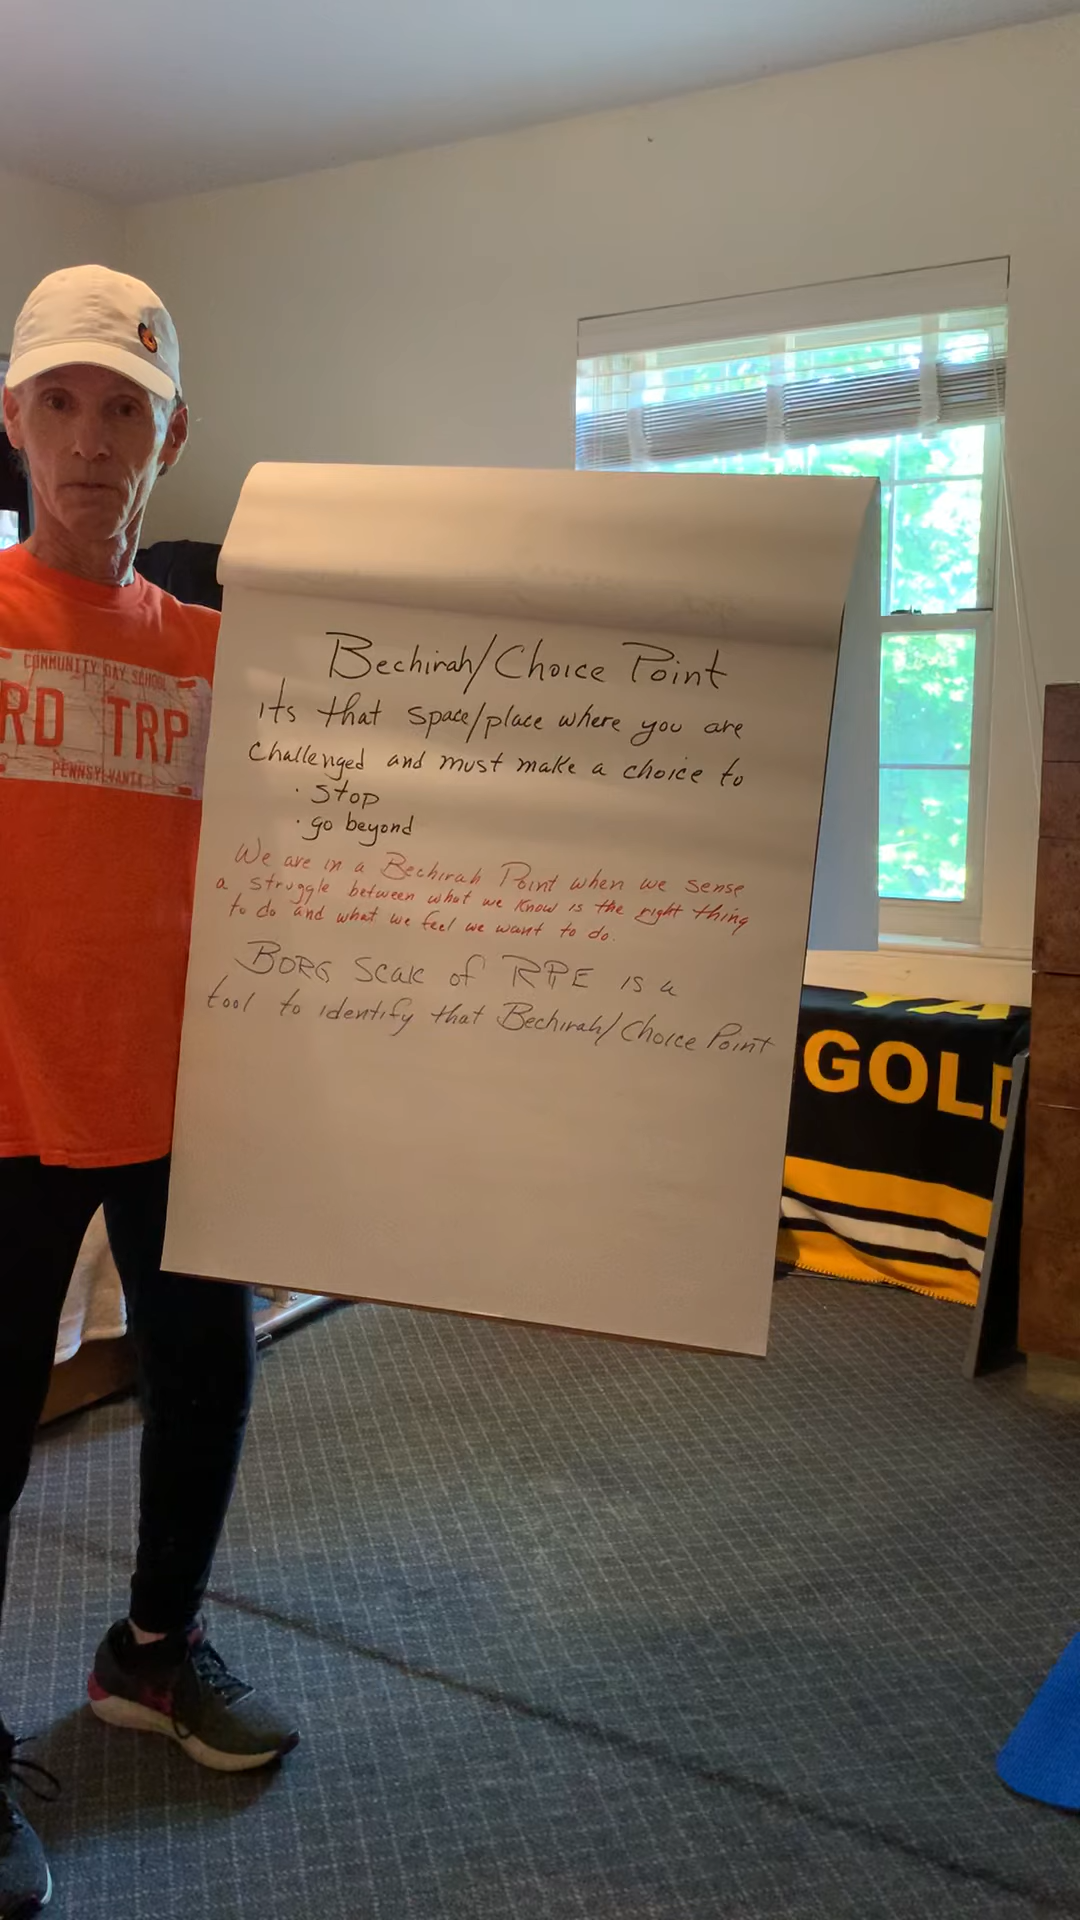 COMMUNITY DAY SCHOOL
RD TRP
PENNSYLVANIA
Bechirah/Choice Point
its that space/place where you are
challenged and must make a choice to
· stop
· go beyond
We are in a Bechirah Point when we sense
a struggle between what we know is the right thing
to do and what we feel we want to do.
BORG Scale of RPE is a
tool to identify that Bechirah/Choice Point
YA
GOLD